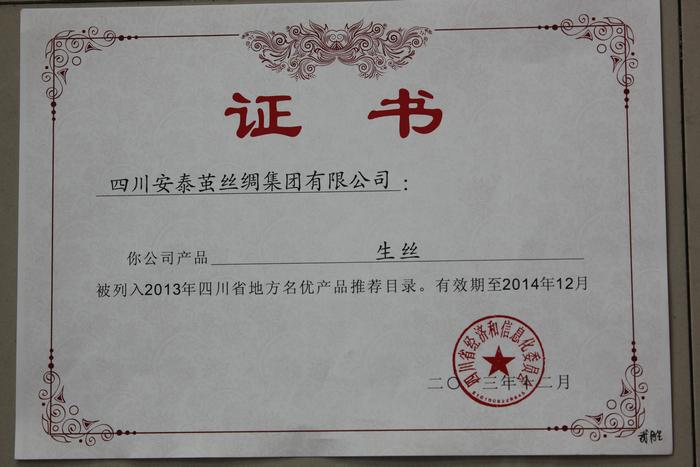 证 书
四川安泰茧丝绸集团有限公司：
你公司产品 生丝
被列入2013年四川省地方名优产品推荐目录。有效期至2014年12月
四川省经济和信息化委员会
二〇一三年十二月